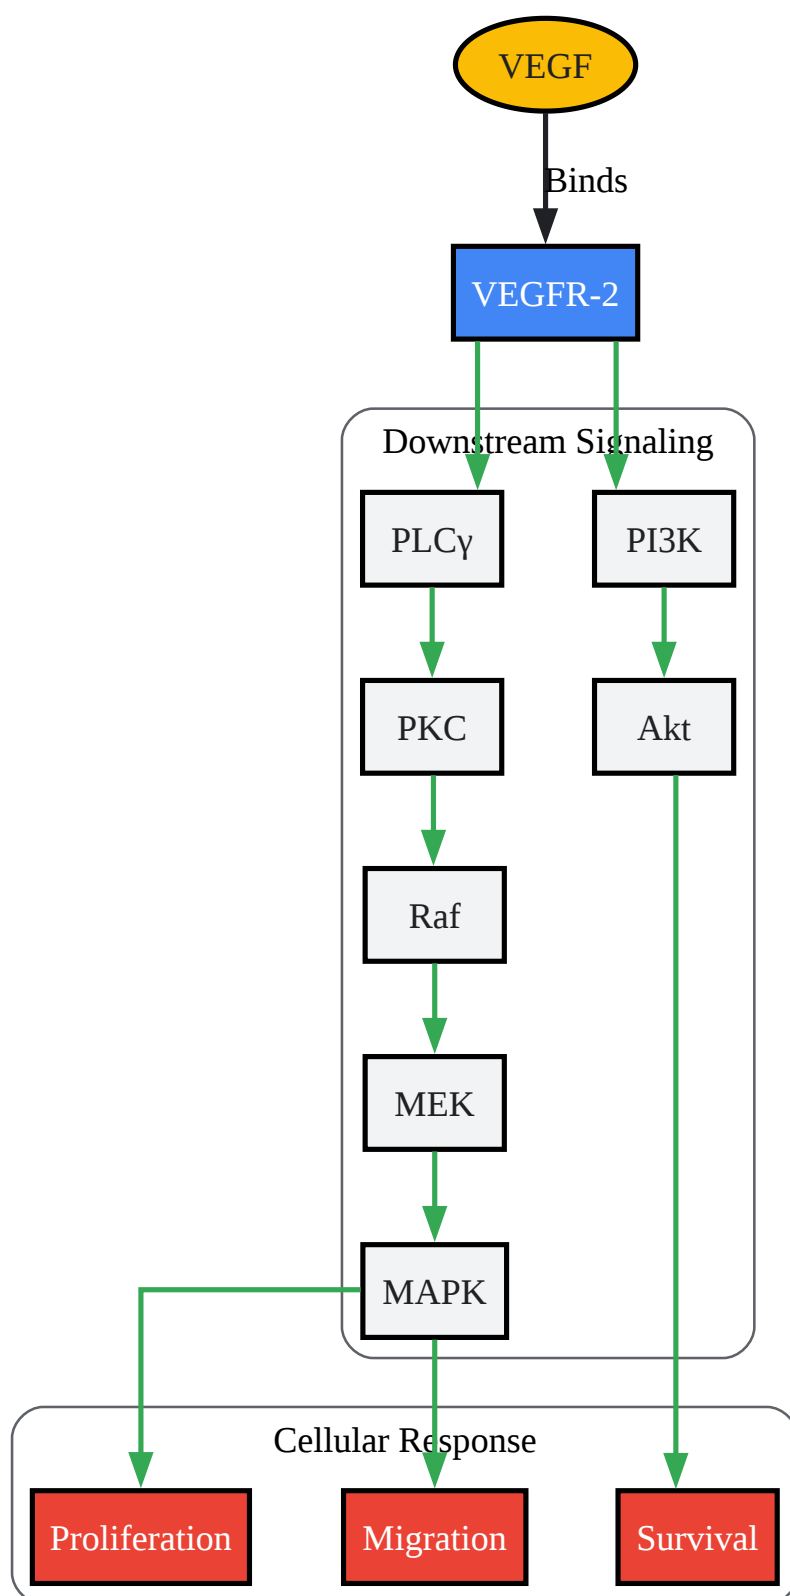 VEGF
Binds
VEGFR-2
Downstream Signaling
PLCγ
PI3K
PKC
Akt
Raf
MEK
MAPK
Cellular Response
Proliferation
Migration
Survival